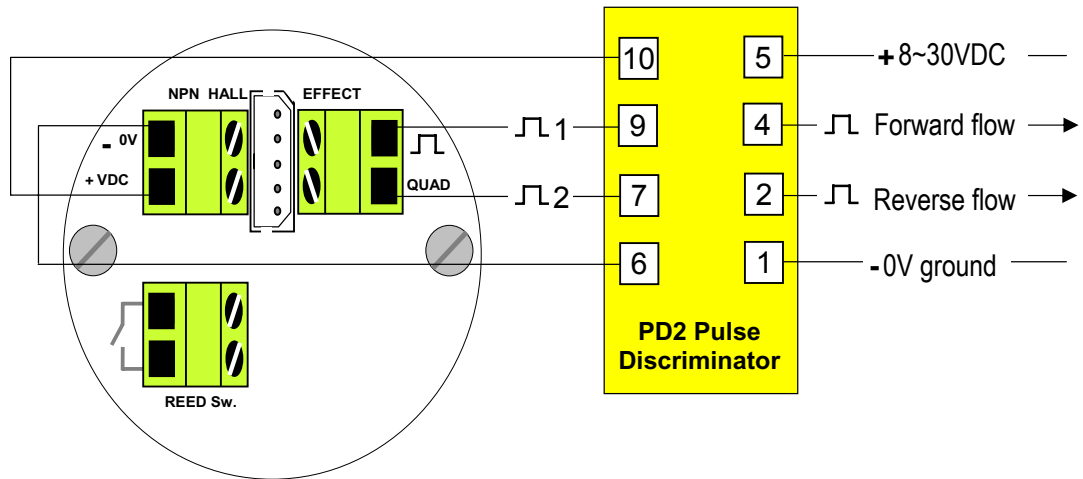 NPN HALL EFFECT
- 0V
+ VDC
QUAD
REED Sw.
1
2
10
9
7
6
5
4
2
1
PD2 Pulse
Discriminator
+ 8~30VDC
Forward flow
Reverse flow
- 0V ground